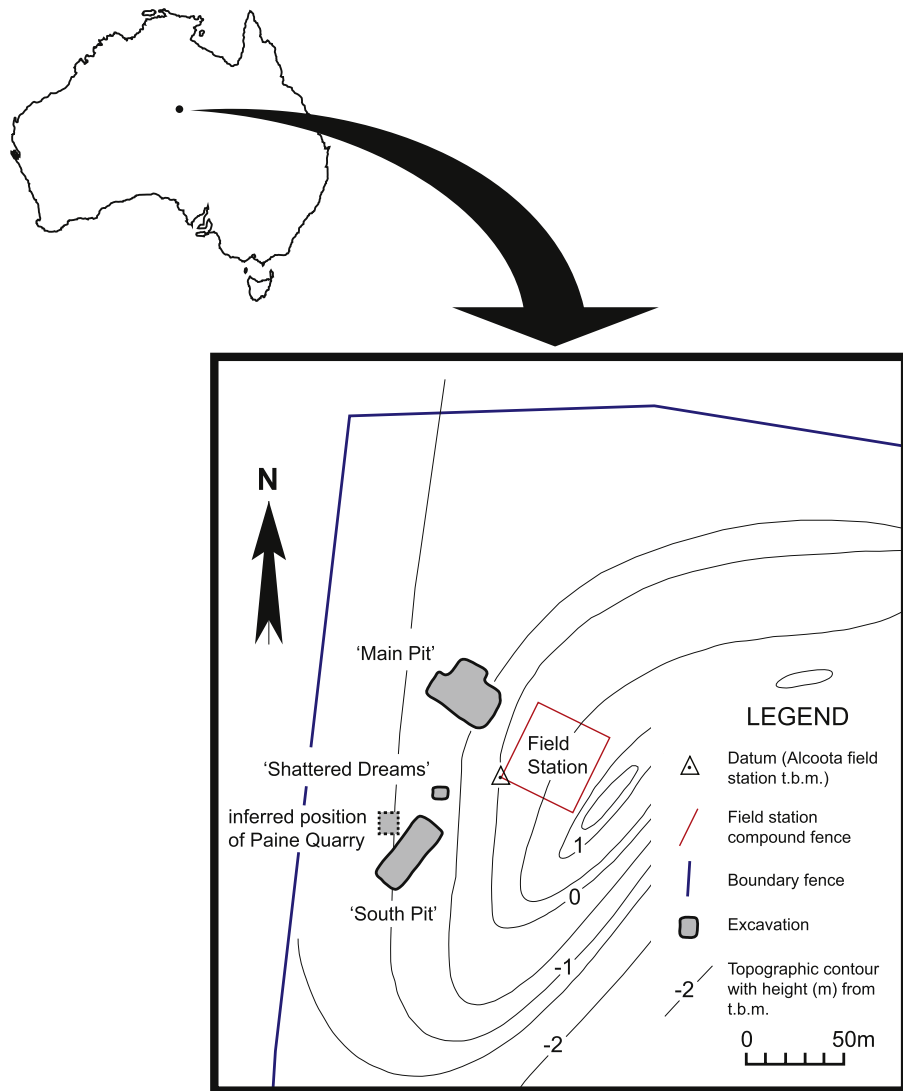 N
‘Main Pit’
Field
Station
‘Shattered Dreams’
inferred position
of Paine Quarry
‘South Pit’
1
0
-1
-2
LEGEND
Datum (Alcoota field
station t.b.m.)
Field station
compound fence
Boundary fence
Excavation
-2
Topographic contour
with height (m) from
t.b.m.
0 50m